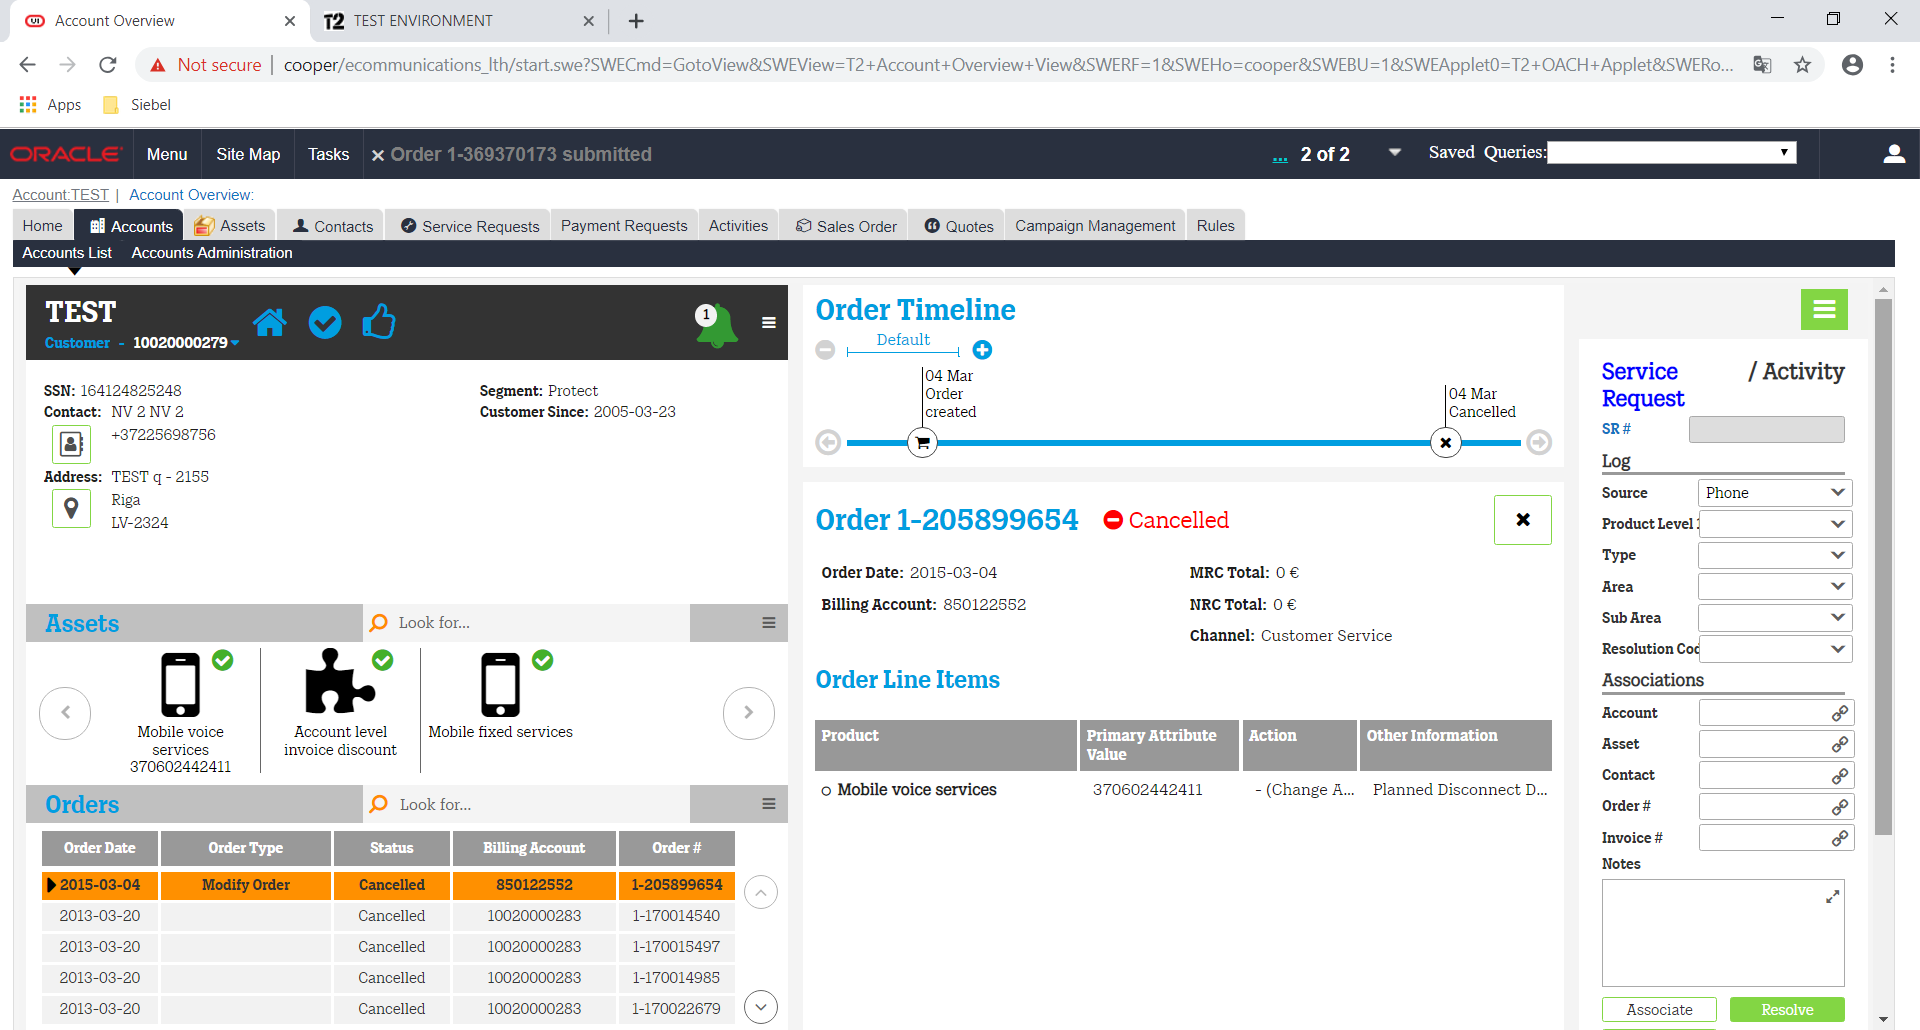 Account Overview
T2 TEST ENVIRONMENT
Not secure
cooper/ecommunications_lth/start.swe?SWECmd=GotoView&SWEView=T2+Account+Overview+View&SWERF=1&SWEHo=cooper&SWEBU=1&SWEApplet0=T2+OACH+Applet&SWERo...
Apps
Siebel
ORACLE
Menu
Site Map
Tasks
Order 1-369370173 submitted
...
2 of 2
Saved Queries:
Account:TEST | Account Overview:
Home
Accounts
Assets
Contacts
Service Requests
Payment Requests
Activities
Sales Order
Quotes
Campaign Management
Rules
Accounts List
Accounts Administration
TEST
Customer - 10020000279
1
SSN: 164124825248
Contact: NV 2 NV 2
+37225698756
Address: TEST q - 2155
Riga
LV-2324
Segment: Protect
Customer Since: 2005-03-23
Assets
Look for...
Mobile voice
services
370602442411
Account level
invoice discount
Mobile fixed services
Orders
Look for...
Order Date Order Type Status Billing Account Order #
2015-03-04 Modify Order Cancelled 850122552 1-205899654
2013-03-20 Cancelled 10020000283 1-170014540
2013-03-20 Cancelled 10020000283 1-170015497
2013-03-20 Cancelled 10020000283 1-170014985
2013-03-20 Cancelled 10020000283 1-170022679
Order Timeline
Default
04 Mar
Order
created
04 Mar
Cancelled
Order 1-205899654
Cancelled
Order Date: 2015-03-04
Billing Account: 850122552
MRC Total: 0 €
NRC Total: 0 €
Channel: Customer Service
Order Line Items
Product
Primary Attribute
Value
Action
Other Information
Mobile voice services 370602442411 - (Change A... Planned Disconnect D...
Service
Request
/ Activity
SR #
Log
Source Phone
Product Level 1
Type
Area
Sub Area
Resolution Cod
Associations
Account
Asset
Contact
Order #
Invoice #
Notes
Associate
Resolve